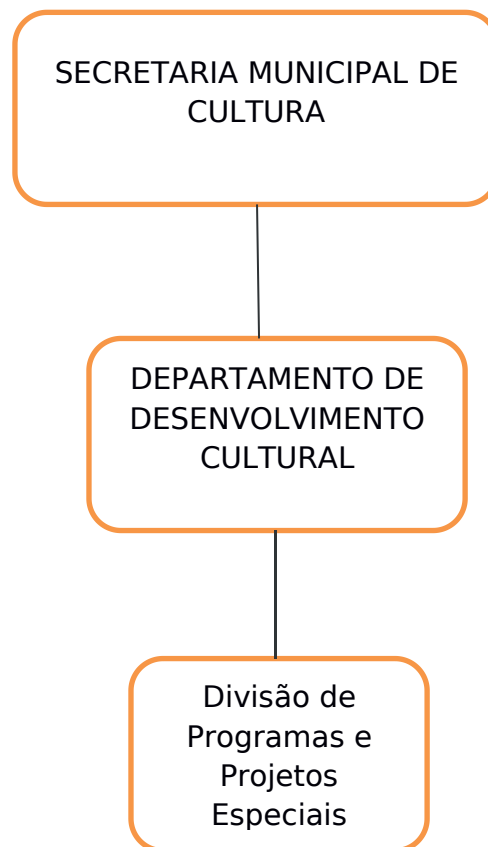 SECRETARIA MUNICIPAL DE
CULTURA
DEPARTAMENTO DE
DESENVOLVIMENTO
CULTURAL
Divisão de
Programas e
Projetos
Especiais